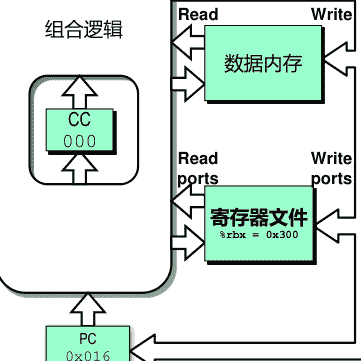 Read
Write
组合逻辑
数据内存
CC
000
Read
ports
Write
ports
寄存器文件
%rbx = 0x300
PC
0x016